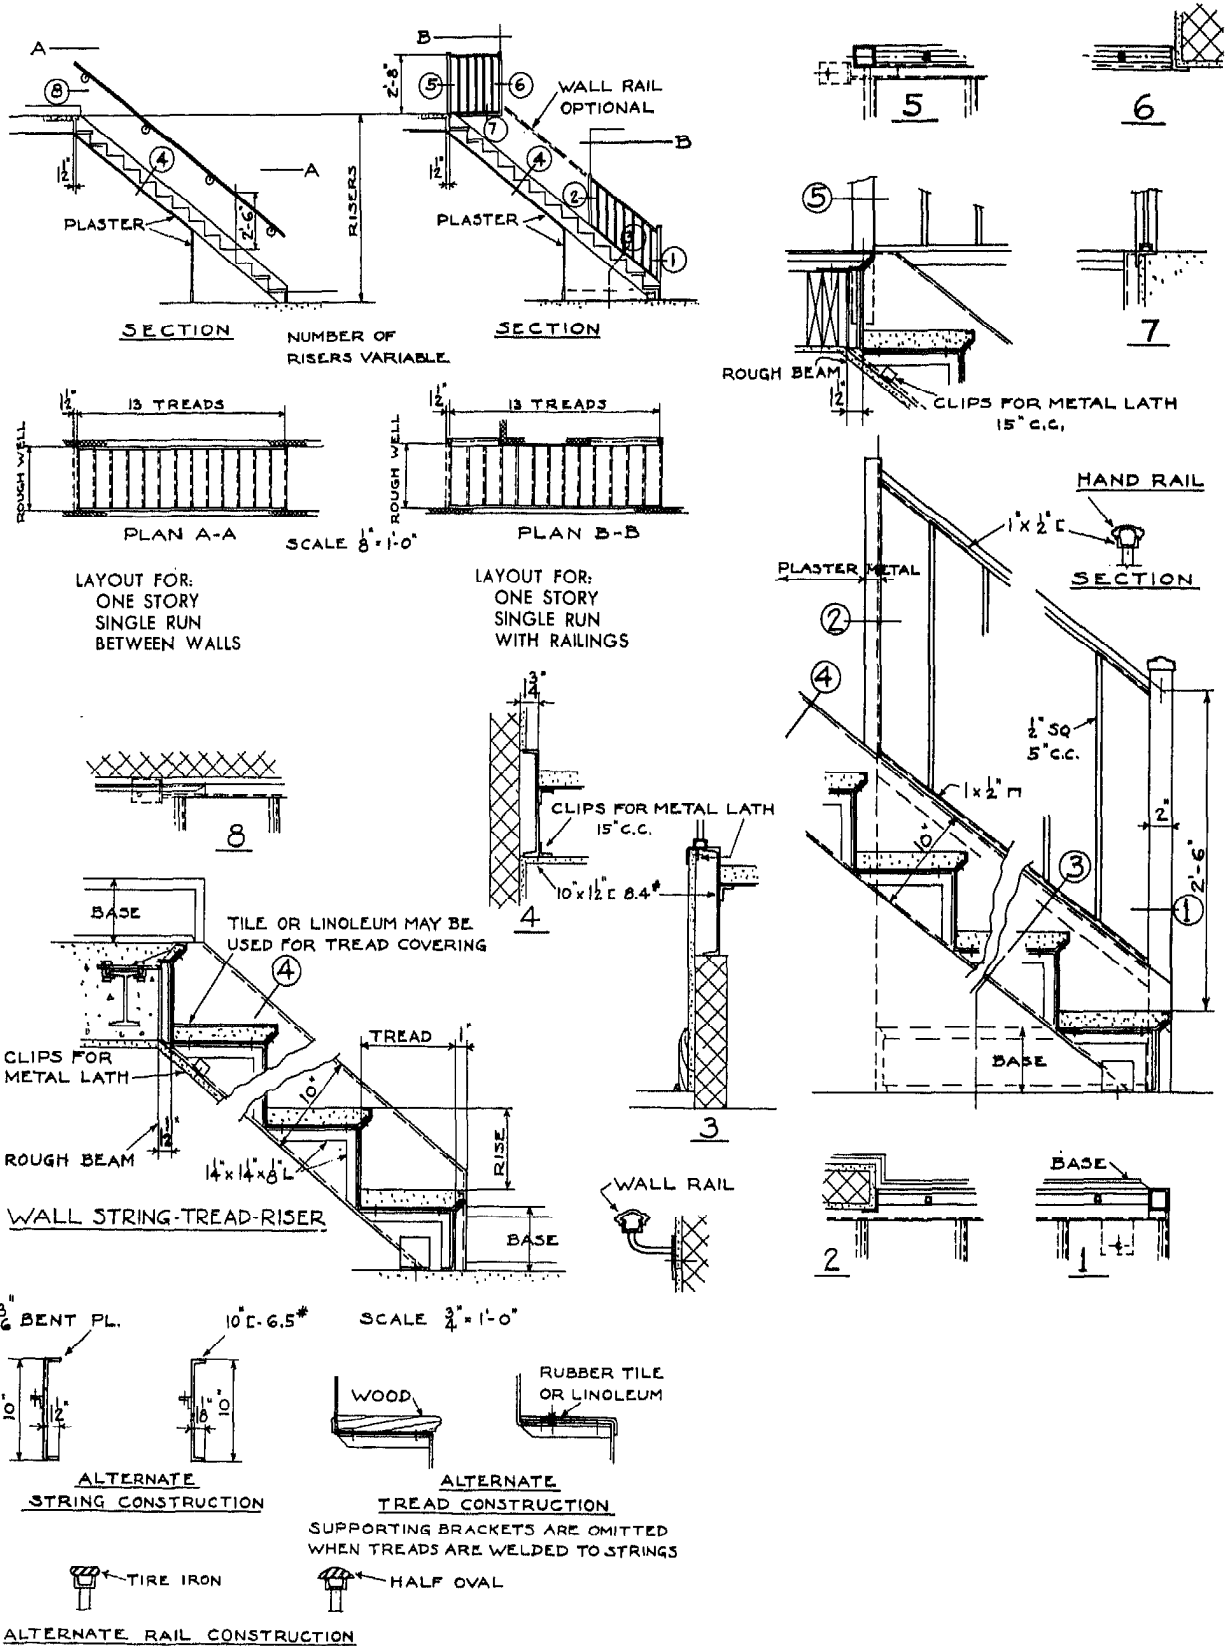 A
8
4
A
1½"
PLASTER
2'-6"
RISERS
SECTION
NUMBER OF
RISERS VARIABLE
B
2'-8"
5
6
7
WALL RAIL
OPTIONAL
4
B
1½"
2
PLASTER
3
1
SECTION
5
6
5
ROUGH BEAM
1½"
CLIPS FOR METAL LATH
15" C.C.
7
1½"
13 TREADS
ROUGH WELL
PLAN A-A
SCALE ⅛" = 1'-0"
1½"
13 TREADS
ROUGH WELL
PLAN B-B
LAYOUT FOR:
ONE STORY
SINGLE RUN
BETWEEN WALLS
LAYOUT FOR:
ONE STORY
SINGLE RUN
WITH RAILINGS
HAND RAIL
1" x ½" [
SECTION
PLASTER METAL
2
4
½" SQ
5" C.C.
1 x ½"
10"
2"
2'-6"
3
1
BASE
8
¾"
CLIPS FOR METAL LATH
15" C.C.
10" x 1½" [ 8.4#
4
3
BASE
TILE OR LINOLEUM MAY BE
USED FOR TREAD COVERING
4
CLIPS FOR
METAL LATH
TREAD
1"
10"
RISE
ROUGH BEAM
1½"
1¼" x 1¼" x ⅛" L
WALL STRING-TREAD-RISER
BASE
WALL RAIL
BASE
2
1
BENT PL.
10" [- 6.5#
SCALE ¾" = 1'-0"
10"
1½"
1⅛"
10"
WOOD
RUBBER TILE
OR LINOLEUM
ALTERNATE
STRING CONSTRUCTION
ALTERNATE
TREAD CONSTRUCTION
SUPPORTING BRACKETS ARE OMITTED
WHEN TREADS ARE WELDED TO STRINGS
TIRE IRON
HALF OVAL
ALTERNATE RAIL CONSTRUCTION